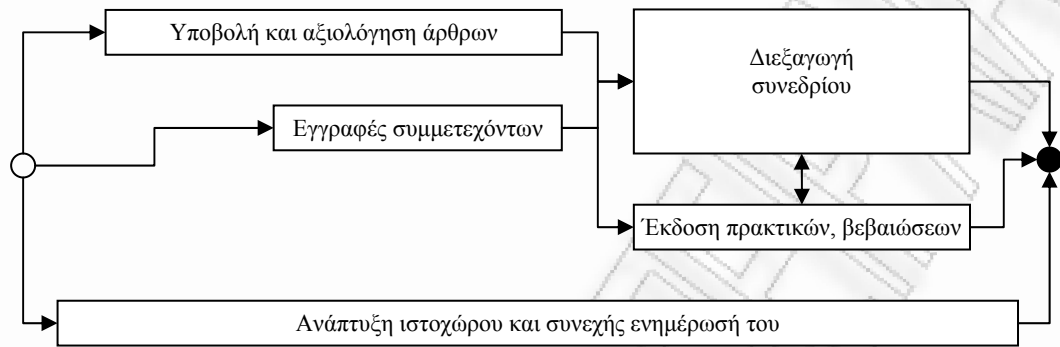 Υποβολή και αξιολόγηση άρθρων
Διεξαγωγή
συνεδρίου
Εγγραφές συμμετεχόντων
Έκδοση πρακτικών, βεβαιώσεων
Ανάπτυξη ιστοχώρου και συνεχής ενημέρωσή του